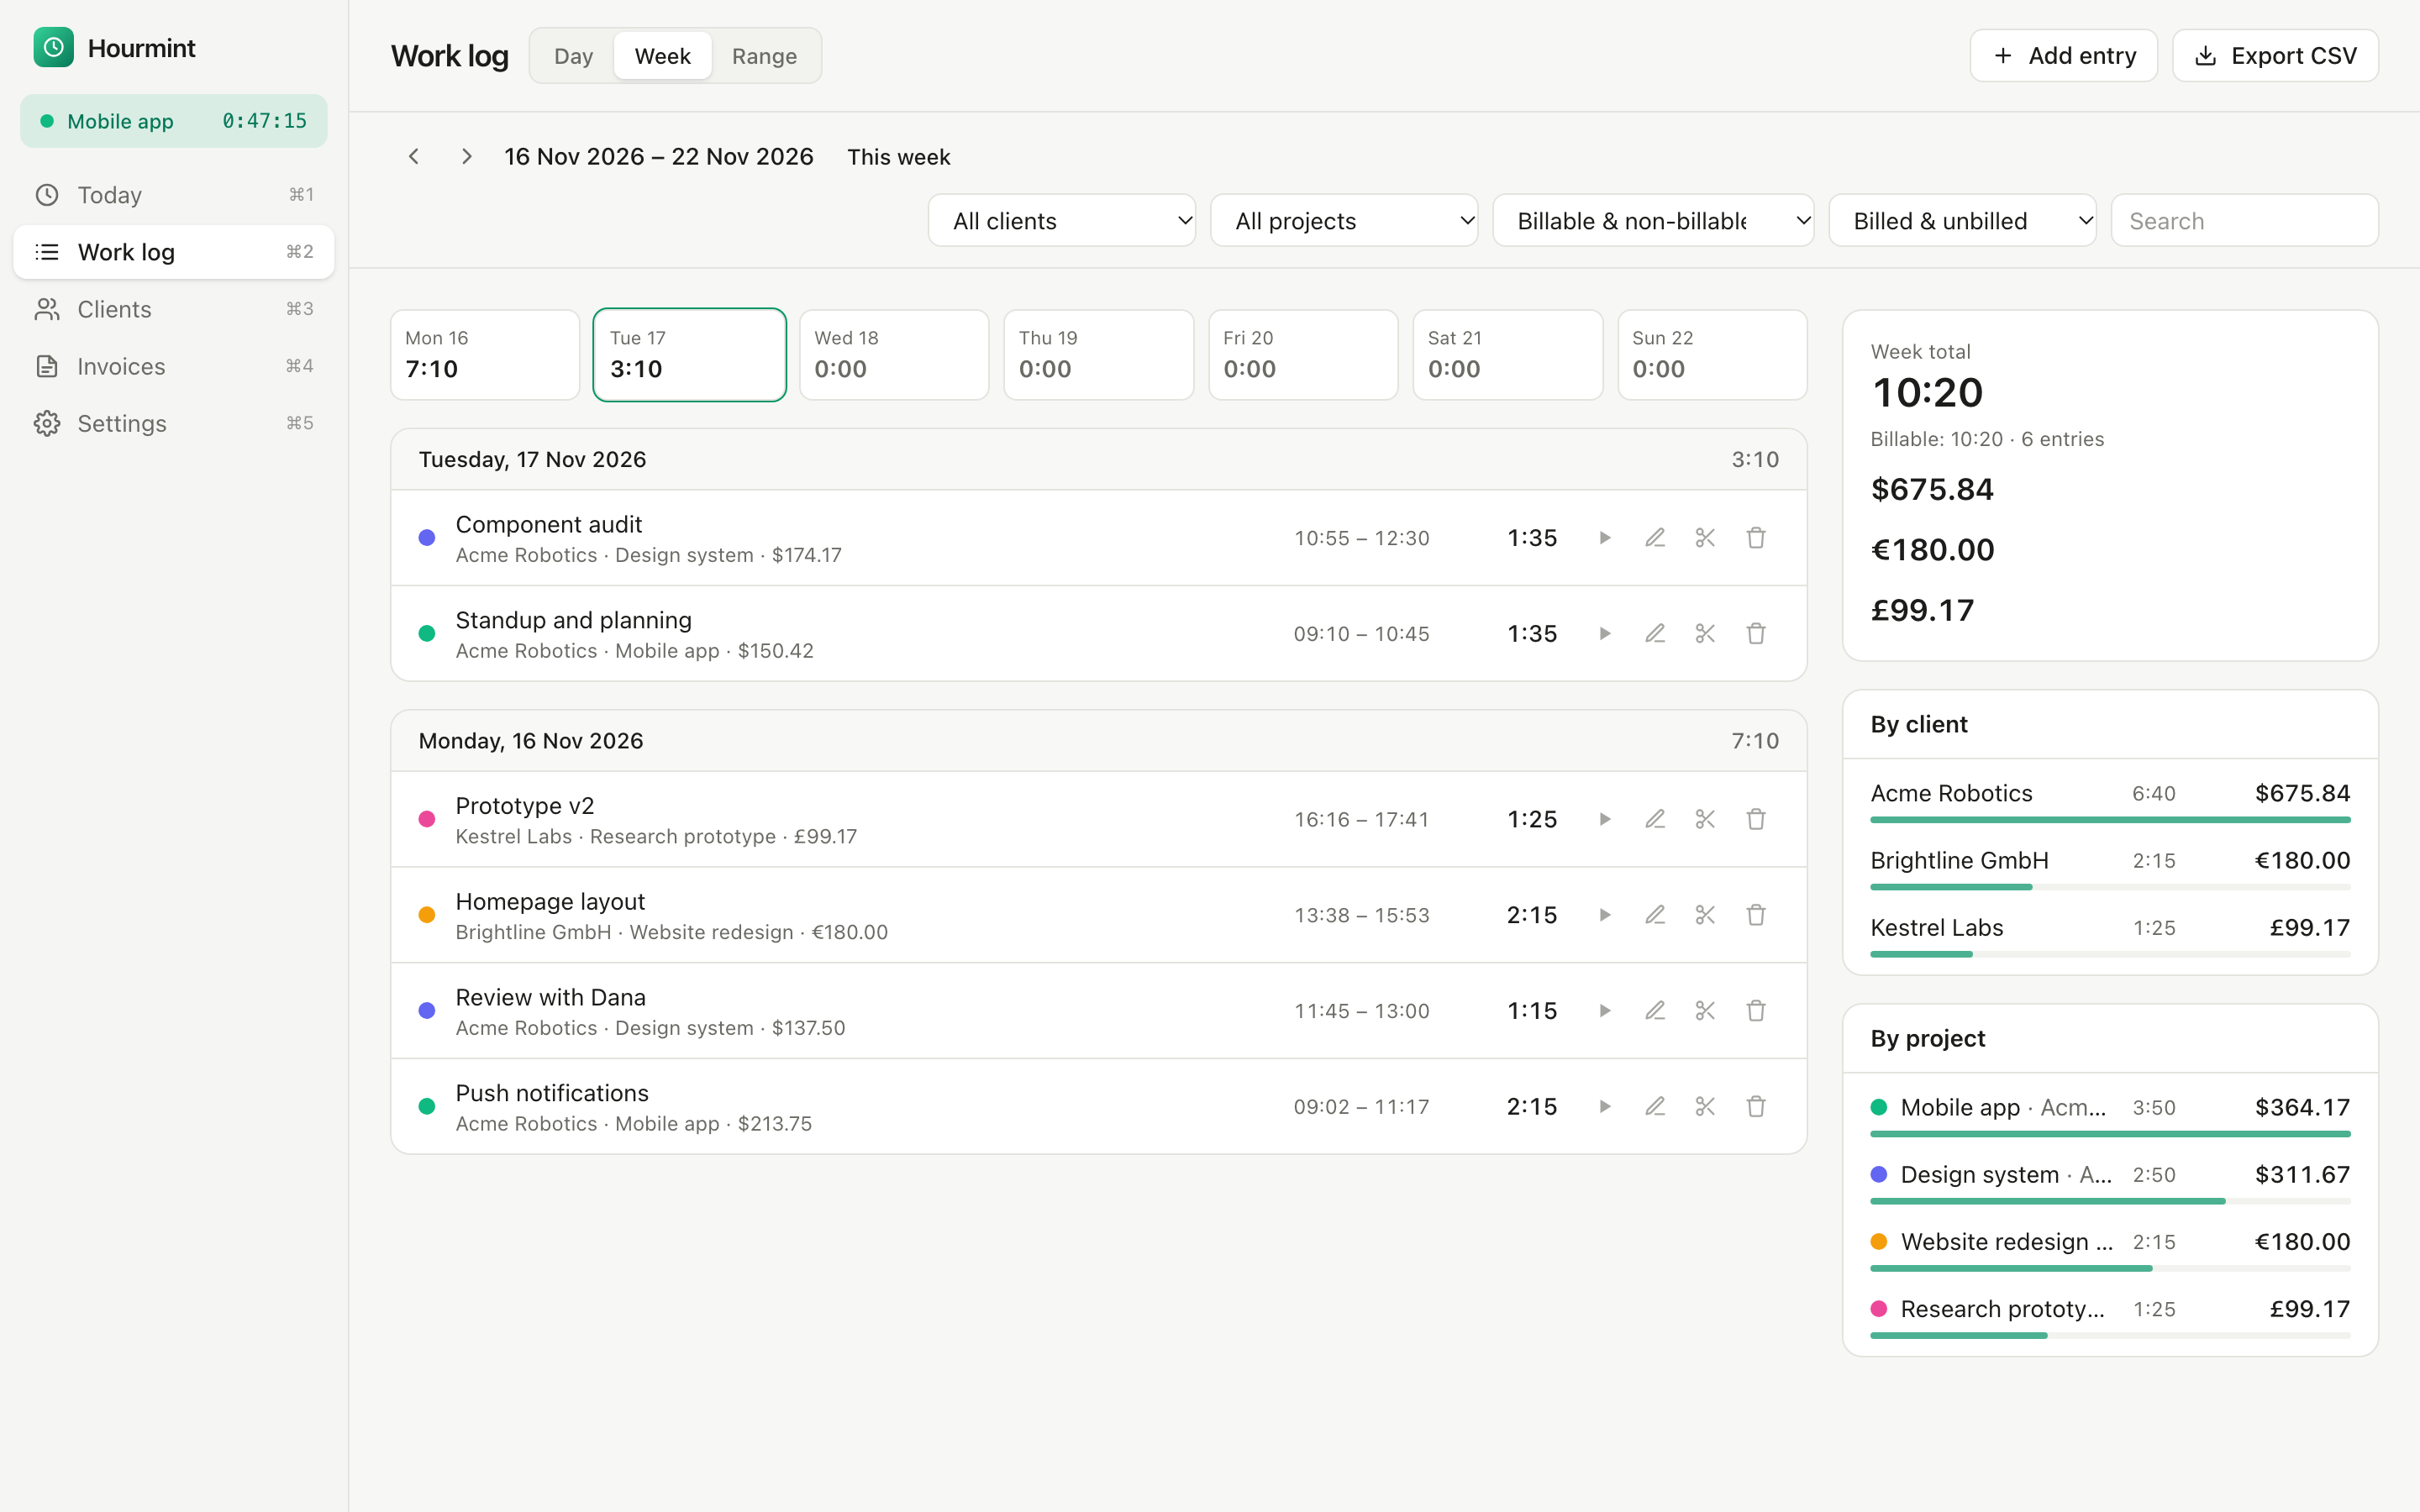 Hourmint
Mobile app 0:47:15
Today ⌘1
Work log ⌘2
Clients ⌘3
Invoices ⌘4
Settings ⌘5
Work log Day Week Range
Add entry Export CSV
16 Nov 2026 – 22 Nov 2026 This week
All clients All projects Billable & non-billable Billed & unbilled Search
Mon 16 Tue 17 Wed 18 Thu 19 Fri 20 Sat 21 Sun 22
7:10 3:10 0:00 0:00 0:00 0:00 0:00
Tuesday, 17 Nov 2026 3:10
Component audit
Acme Robotics · Design system · $174.17
10:55 – 12:30 1:35
Standup and planning
Acme Robotics · Mobile app · $150.42
09:10 – 10:45 1:35
Monday, 16 Nov 2026 7:10
Prototype v2
Kestrel Labs · Research prototype · £99.17
16:16 – 17:41 1:25
Homepage layout
Brightline GmbH · Website redesign · €180.00
13:38 – 15:53 2:15
Review with Dana
Acme Robotics · Design system · $137.50
11:45 – 13:00 1:15
Push notifications
Acme Robotics · Mobile app · $213.75
09:02 – 11:17 2:15
Week total
10:20
Billable: 10:20 · 6 entries
$675.84
€180.00
£99.17
By client
Acme Robotics 6:40 $675.84
Brightline GmbH 2:15 €180.00
Kestrel Labs 1:25 £99.17
By project
Mobile app · Acm... 3:50 $364.17
Design system · A... 2:50 $311.67
Website redesign ... 2:15 €180.00
Research prototy... 1:25 £99.17